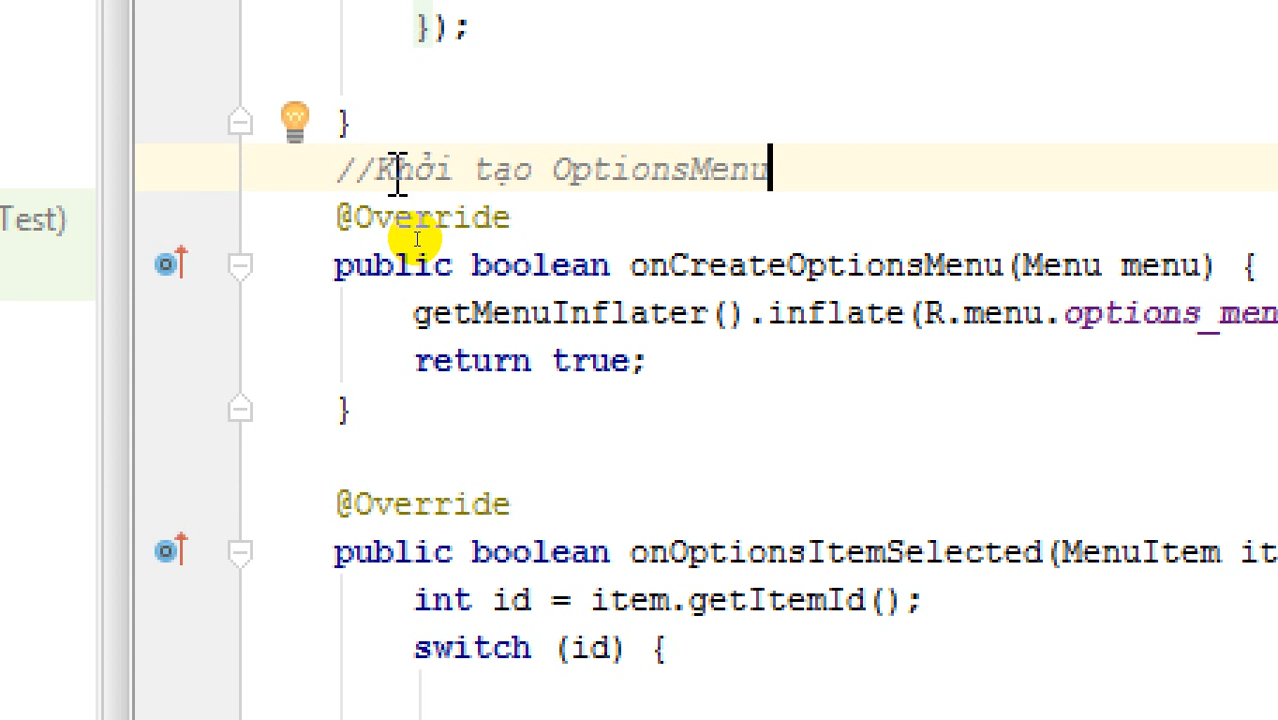 });
}
//Khởi tạo OptionsMenu
Test)
@Override
public boolean onCreateOptionsMenu(Menu menu) {
getMenuInflater().inflate(R.menu.options_men
return true;
}
@Override
public boolean onOptionsItemSelected(MenuItem it
int id = item.getItemId();
switch (id) {